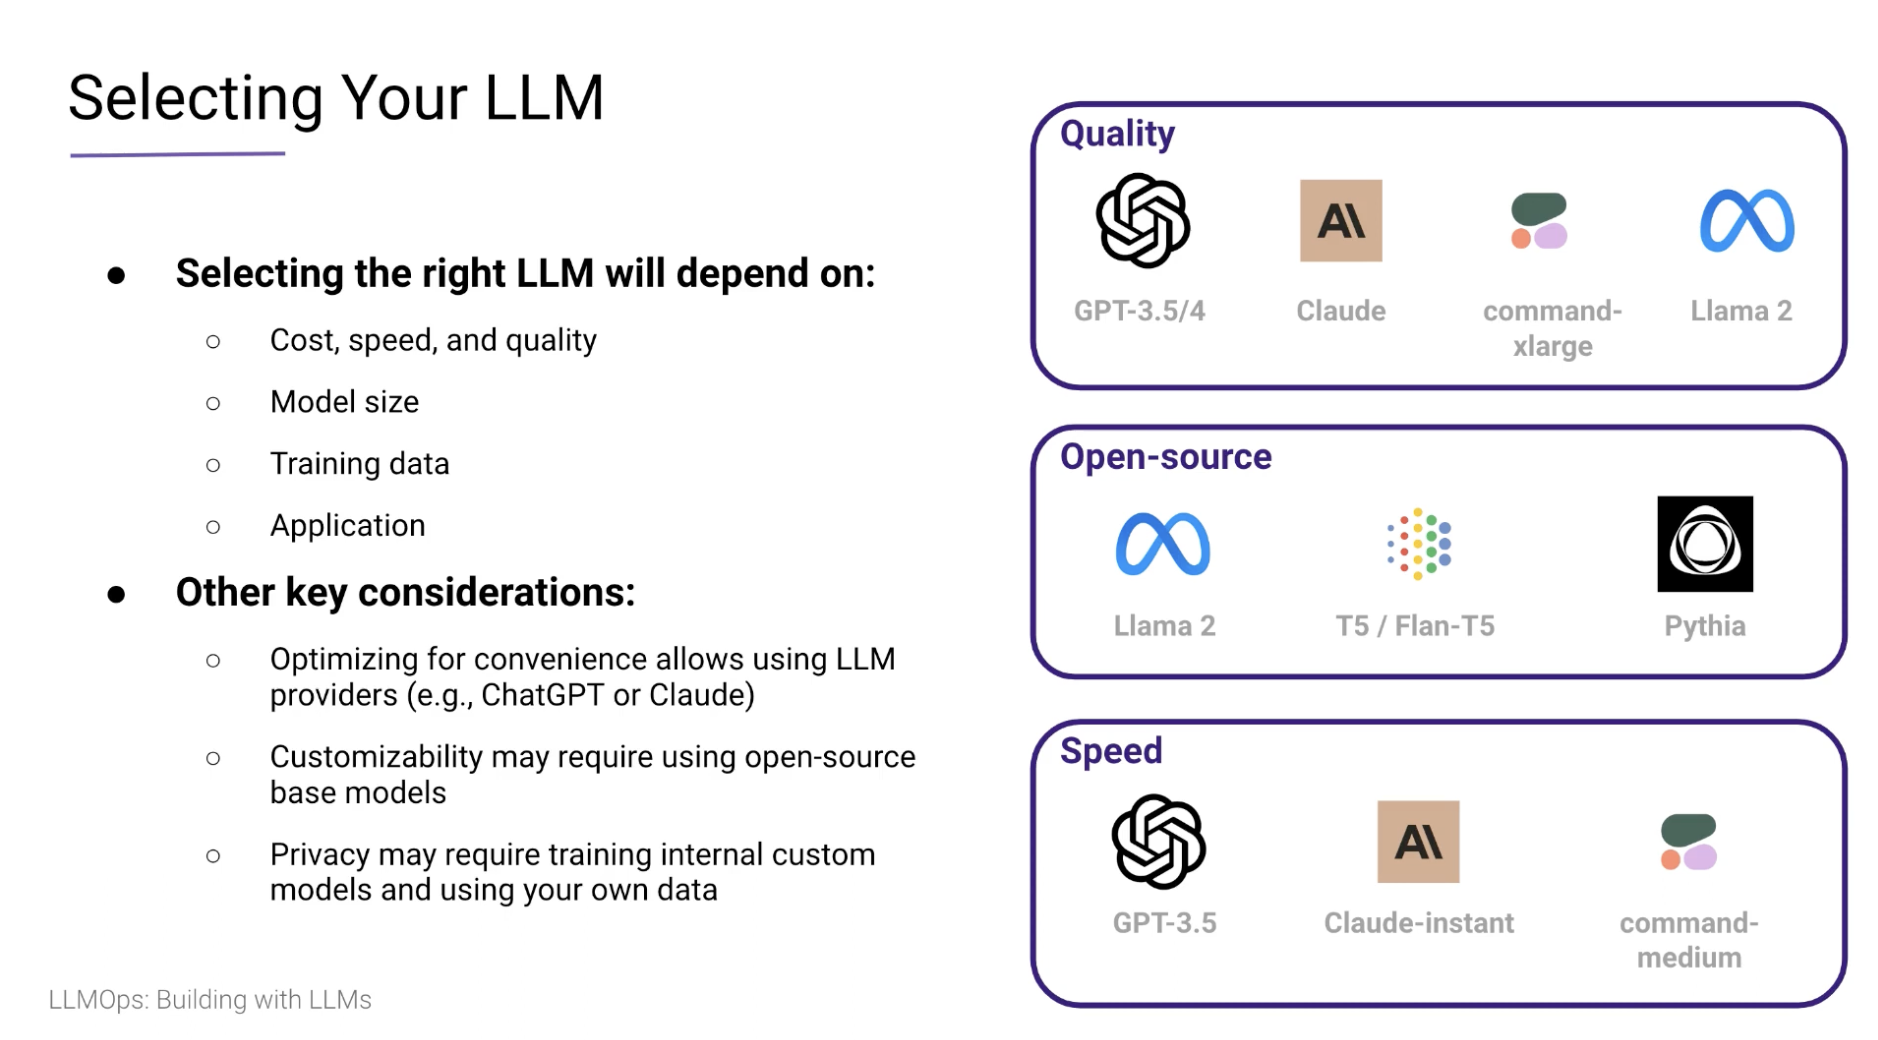 Selecting Your LLM
● Selecting the right LLM will depend on:
○ Cost, speed, and quality
○ Model size
○ Training data
○ Application
● Other key considerations:
○ Optimizing for convenience allows using LLM
providers (e.g., ChatGPT or Claude)
○ Customizability may require using open-source
base models
○ Privacy may require training internal custom
models and using your own data
LLMOps: Building with LLMs
Quality
GPT-3.5/4
Claude
command-
xlarge
Llama 2
Open-source
Llama 2
T5 / Flan-T5
Pythia
Speed
GPT-3.5
Claude-instant
command-
medium